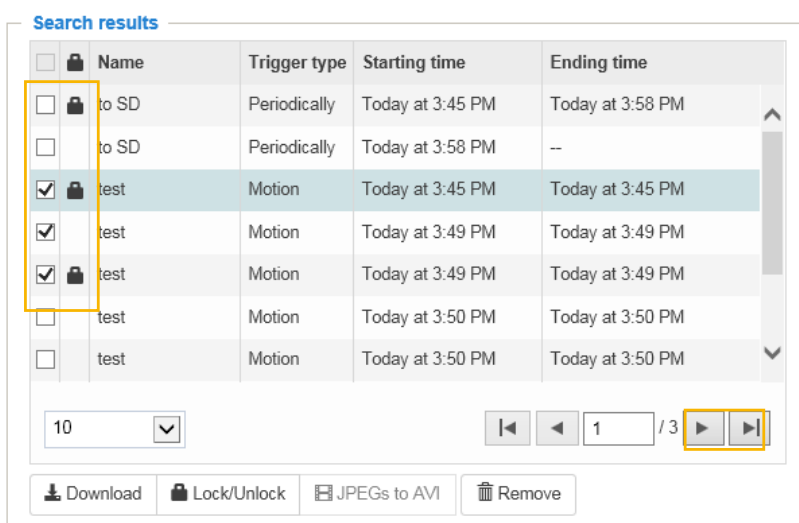 Search results
Name Trigger type Starting time Ending time
to SD Periodically Today at 3:45 PM Today at 3:58 PM
to SD Periodically Today at 3:58 PM --
test Motion Today at 3:45 PM Today at 3:45 PM
test Motion Today at 3:49 PM Today at 3:49 PM
test Motion Today at 3:49 PM Today at 3:49 PM
test Motion Today at 3:50 PM Today at 3:50 PM
test Motion Today at 3:50 PM Today at 3:50 PM
10 1 / 3
Download Lock/Unlock JPEGs to AVI Remove